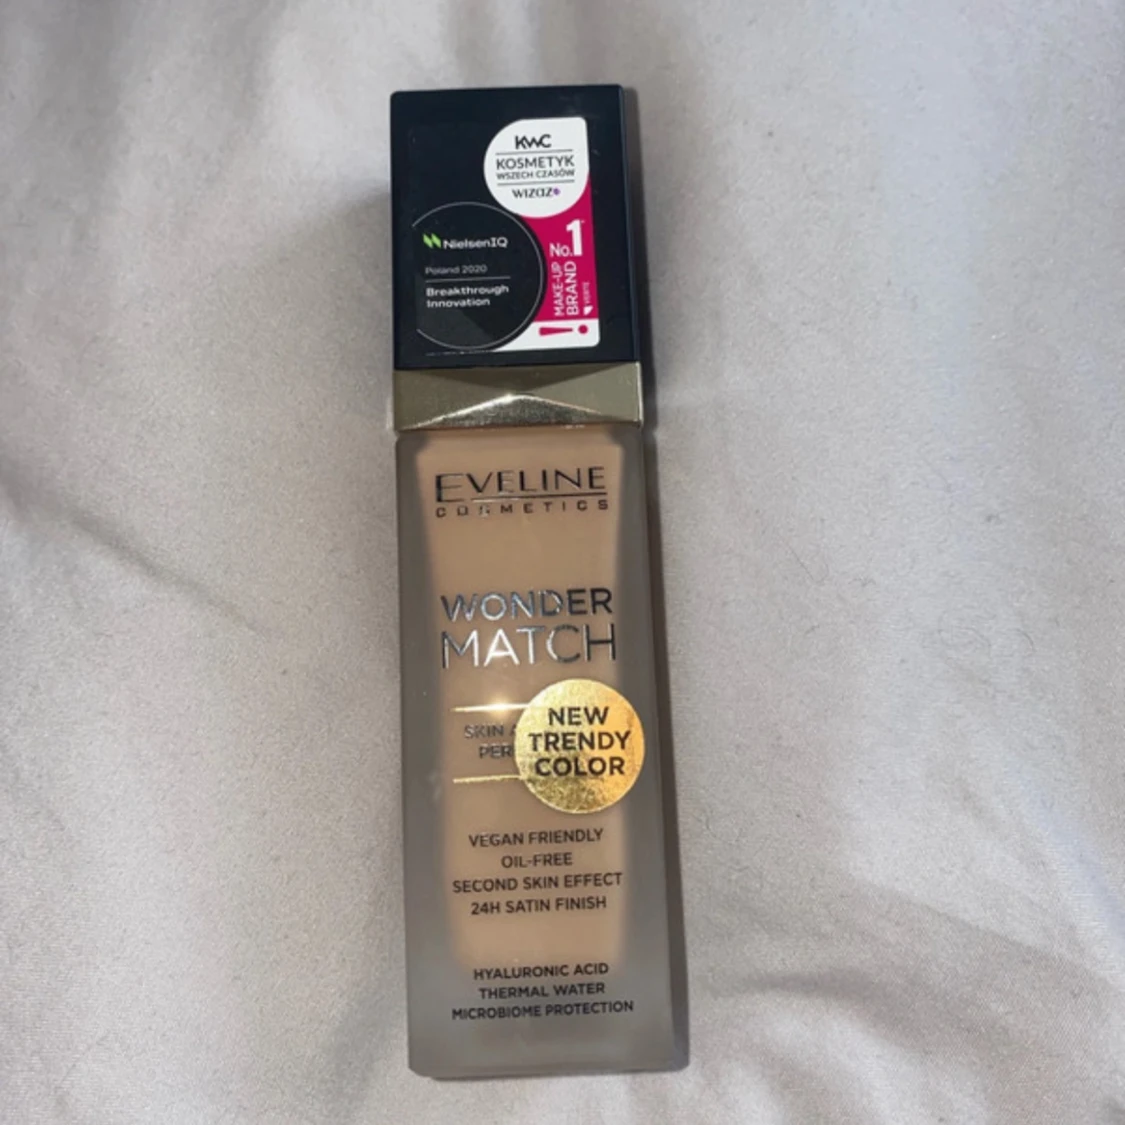 KWC
KOSMETYK
WSZECH CZASÓW
WIZAZ
NielsenIQ
Poland 2020
Breakthrough
Innovation
No.1
MAKE-UP
BRAND
EVELINE
COSMETICS
WONDER
MATCH
SKIN
NEW
TRENDY
COLOR
VEGAN FRIENDLY
OIL-FREE
SECOND SKIN EFFECT
24H SATIN FINISH
HYALURONIC ACID
THERMAL WATER
MICROBIOME PROTECTION